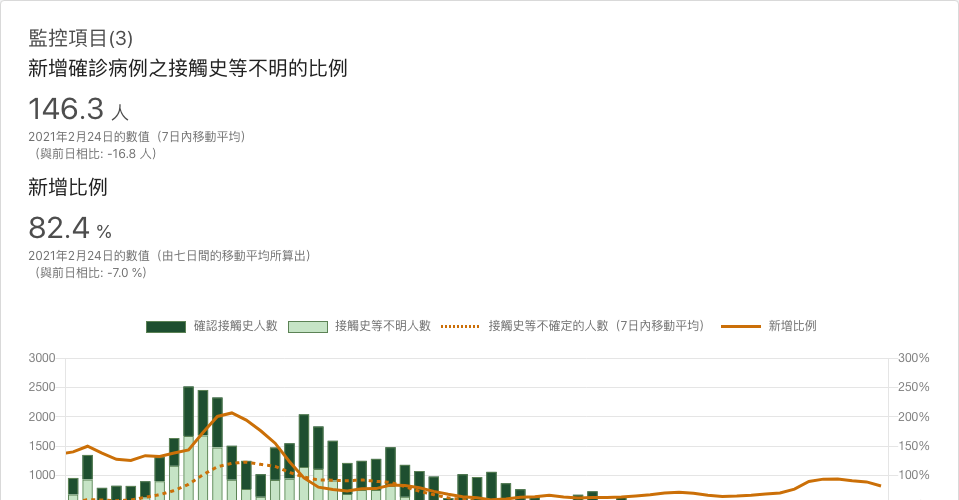 監控項目(3)
新增確診病例之接觸史等不明的比例
146.3 人
2021年2月24日的數值（7日內移動平均）
（與前日相比: -16.8 人）
新增比例
82.4 %
2021年2月24日的數值（由七日間的移動平均所算出）
（與前日相比: -7.0 %）
確認接觸史人數 接觸史等不明人數 接觸史等不確定的人數（7日內移動平均） 新增比例
3000 300%
2500 250%
2000 200%
1500 150%
1000 100%